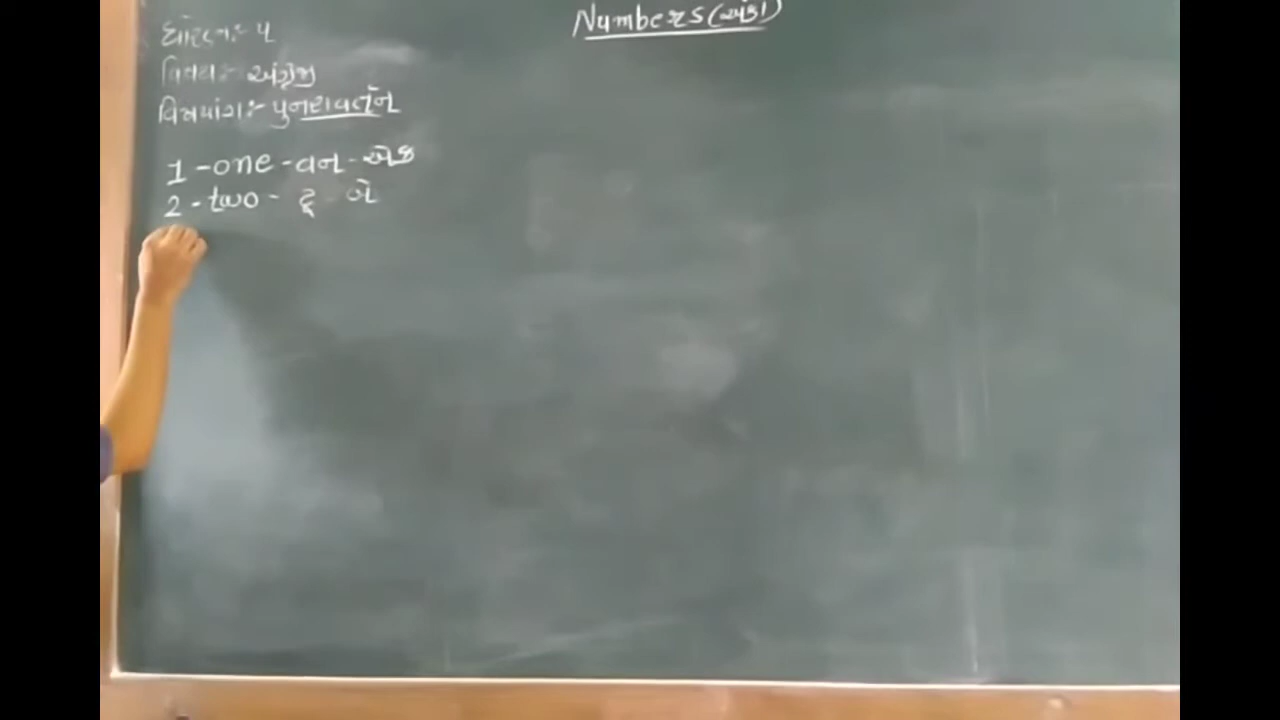 Numbers (અંકો)
ધોરણ:- ૫
વિષય:- અંગ્રેજી
વિષયાંગ:- પુનરાવર્તન
1 - one - વન - એક
2 - two - ટૂ - બે